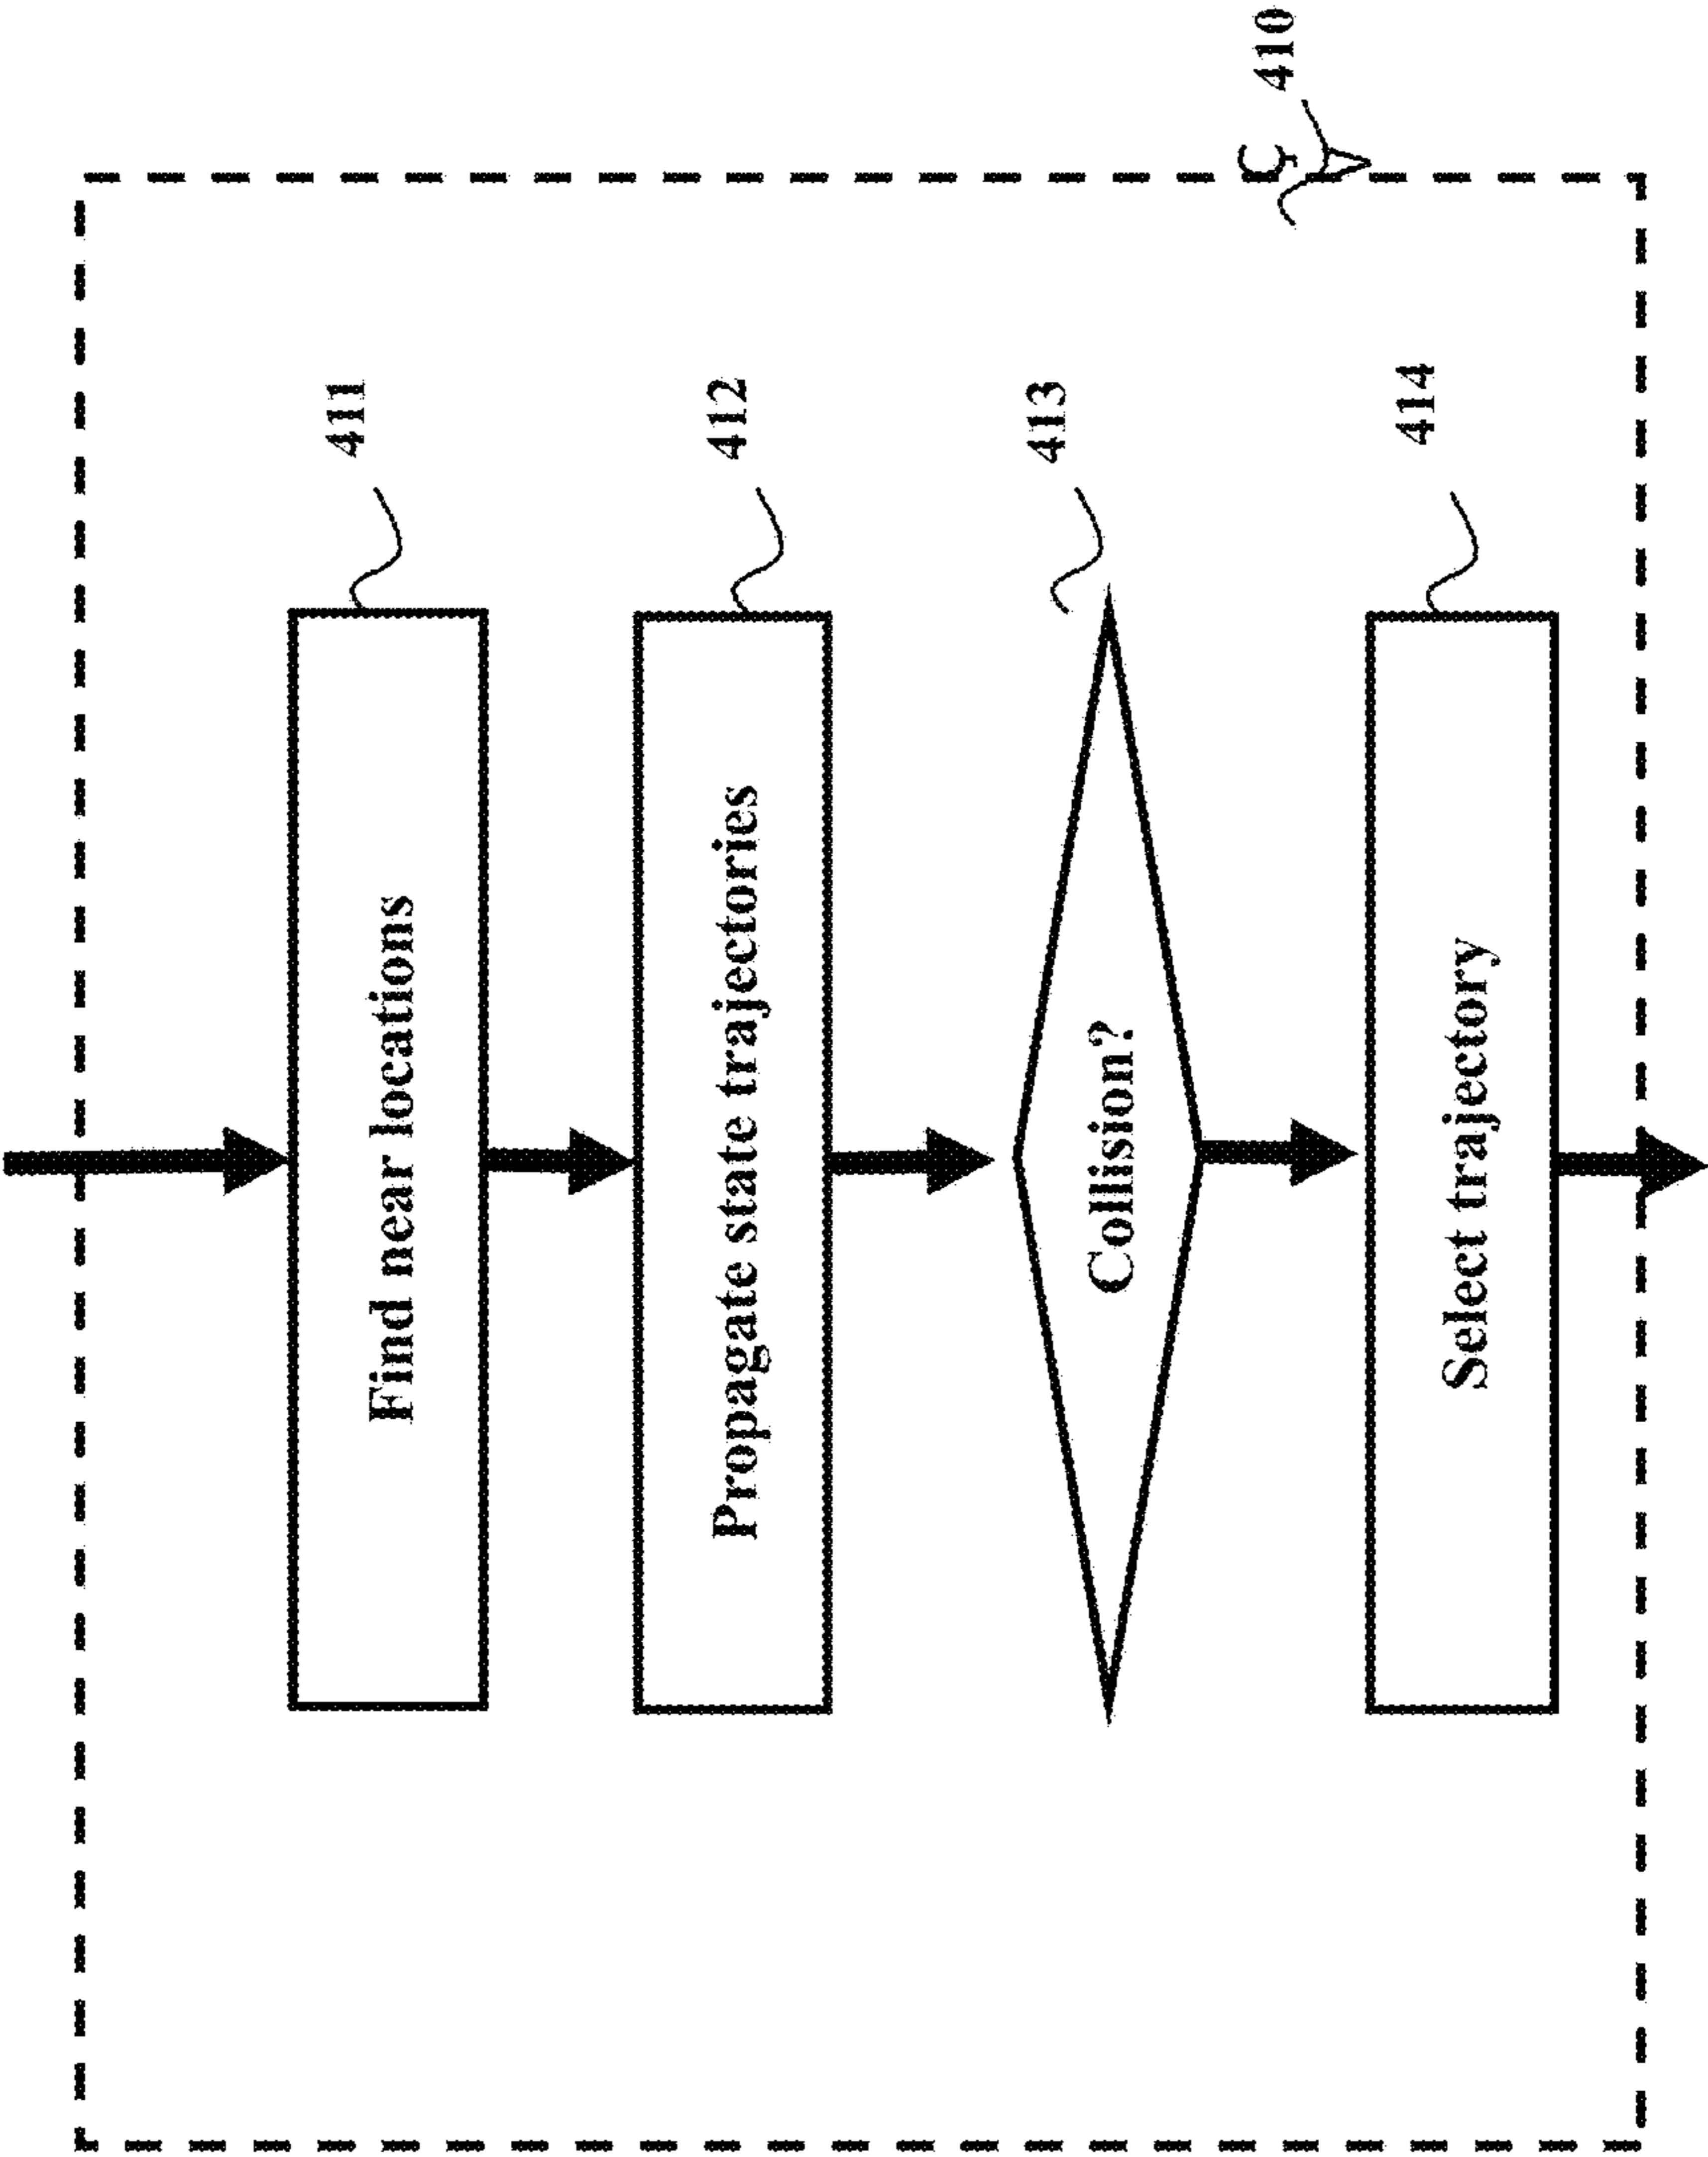 410
Find near locations
411
Propagate state trajectories
412
Collision?
413
Select trajectory
414